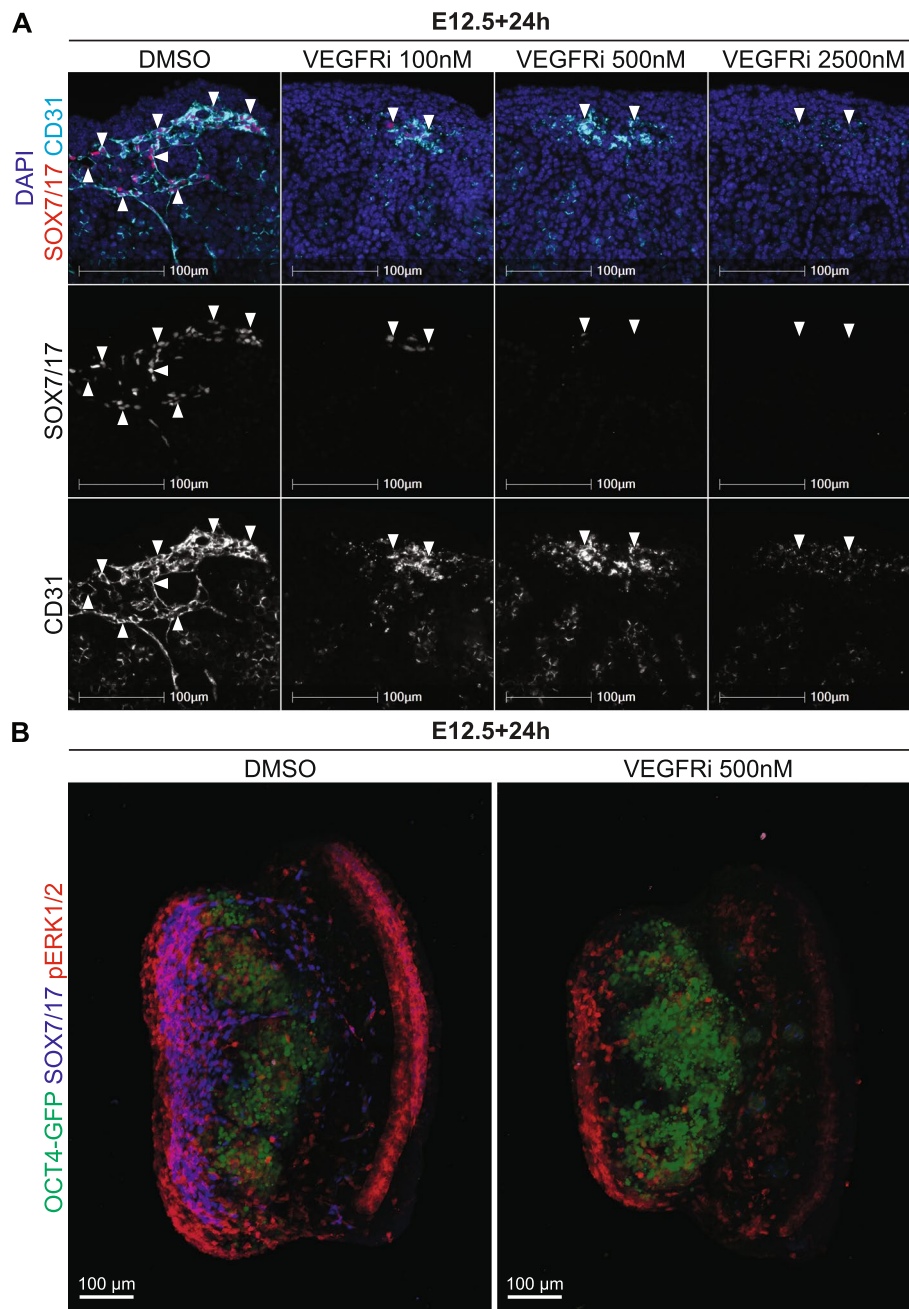 A
E12.5+24h
DMSO
VEGFRi 100nM
VEGFRi 500nM
VEGFRi 2500nM
DAPI
SOX7/17 CD31
100µm
100µm
100µm
100µm
SOX7/17
100µm
100µm
100µm
100µm
CD31
100µm
100µm
100µm
100µm
B
E12.5+24h
DMSO
VEGFRi 500nM
OCT4-GFP SOX7/17 pERK1/2
100 µm
100 µm